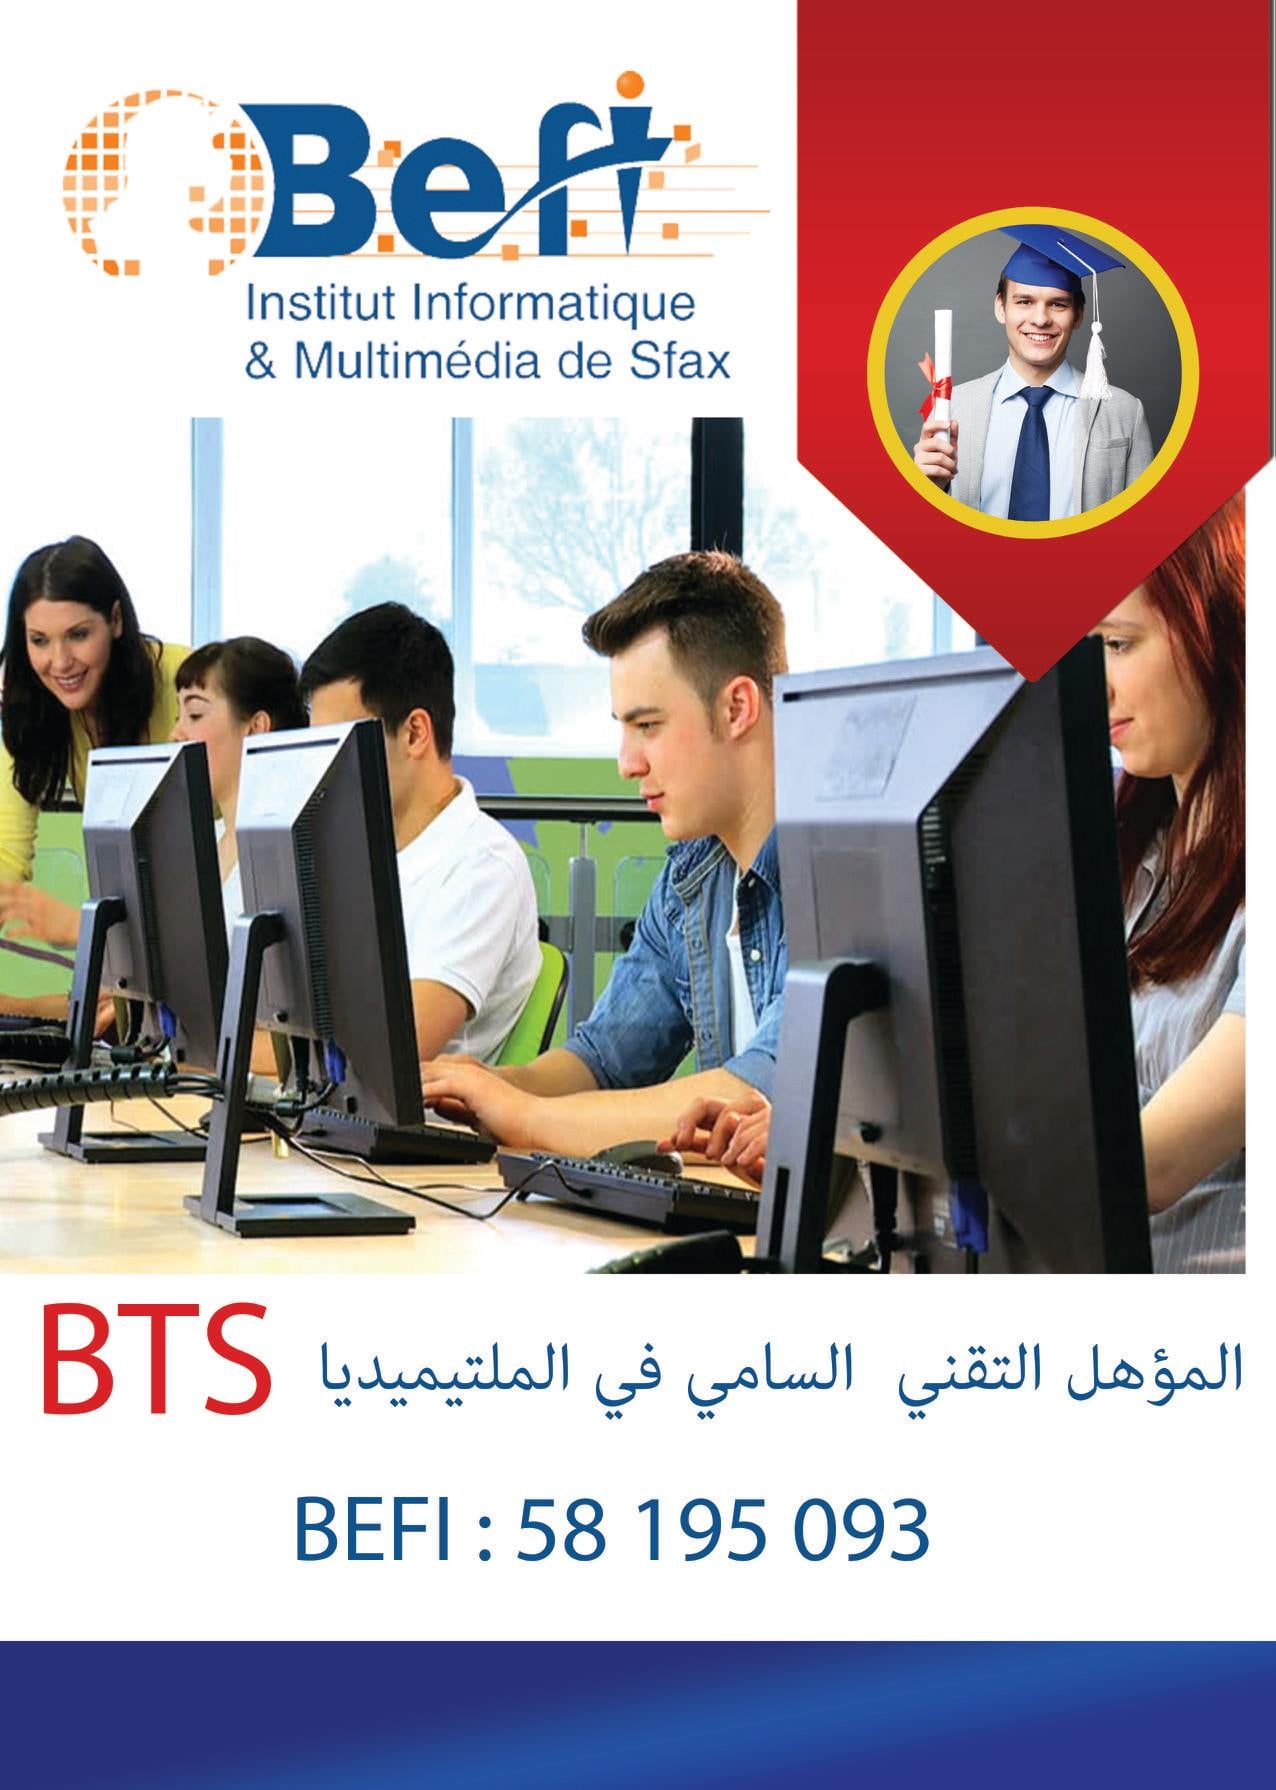 Befi
Institut Informatique
& Multimédia de Sfax
BTS المؤهل التقني السامي في الملتيميديا
BEFI : 58 195 093